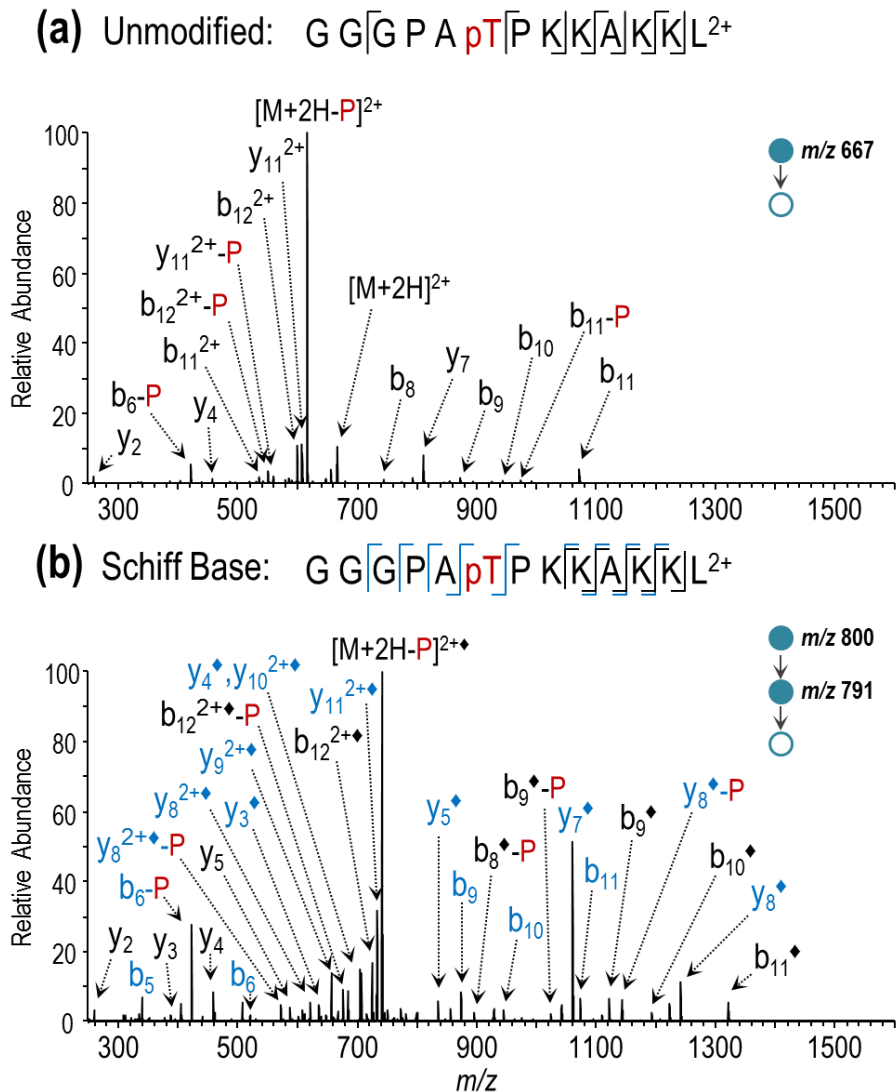 (a) Unmodified: G G G P A pT P K K A K K L²⁺
[M+2H-P]²⁺
y₁₁²⁺
b₁₂²⁺
y₁₁²⁺-P
b₁₂²⁺-P
b₁₁²⁺
b₆-P
y₂
y₄
[M+2H]²⁺
b₈
y₇
b₉
b₁₀
b₁₁-P
b₁₁
m/z 667
Relative Abundance
100
80
60
40
20
0
300 500 700 900 1100 1300 1500
(b) Schiff Base: G G G P A pT P K K A K K L²⁺
[M+2H-P]²⁺♦
y₄♦,y₁₀²⁺♦
y₁₁²⁺♦
b₁₂²⁺♦-P
b₁₂²⁺♦
y₉²⁺♦
y₈²⁺♦
y₃♦
y₈²⁺♦-P
y₅
b₆-P
y₂
y₃
y₄
b₅
b₆
y₅♦
b₉
b₈♦-P
b₁₀
b₉♦-P
y₇♦
b₁₁
b₉♦
y₈♦-P
b₁₀♦
y₈♦
b₁₁♦
m/z 800
m/z 791
Relative Abundance
100
80
60
40
20
0
300 500 700 900 1100 1300 1500
m/z